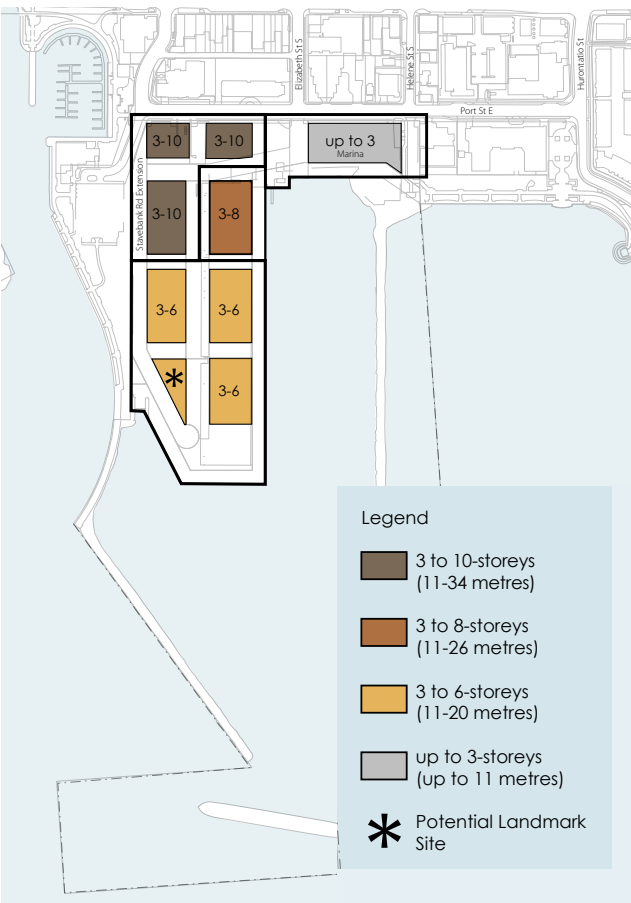 Elizabeth St S
Helene St S
Hurontario St
Port St E
Stavebank Rd Extension
3-10
3-10
up to 3
Marina
3-10
3-8
3-6
3-6
*
3-6
Legend
3 to 10-storeys
(11-34 metres)
3 to 8-storeys
(11-26 metres)
3 to 6-storeys
(11-20 metres)
up to 3-storeys
(up to 11 metres)
* Potential Landmark
Site